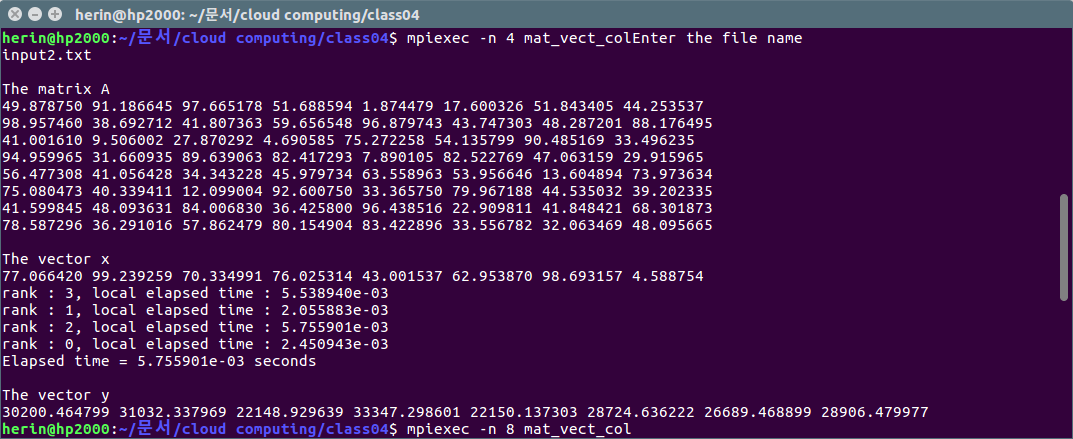 herin@hp2000: ~/문서/cloud computing/class04
herin@hp2000:~/문서/cloud computing/class04$ mpiexec -n 4 mat_vect_colEnter the file name
input2.txt
The matrix A
49.878750 91.186645 97.665178 51.688594 1.874479 17.600326 51.843405 44.253537
98.957460 38.692712 41.807363 59.656548 96.879743 43.747303 48.287201 88.176495
41.001610 9.506002 27.870292 4.690585 75.272258 54.135799 90.485169 33.496235
94.959965 31.660935 89.639063 82.417293 7.890105 82.522769 47.063159 29.915965
56.477308 41.056428 34.343228 45.979734 63.558963 53.956646 13.604894 73.973634
75.080473 40.339411 12.099004 92.600750 33.365750 79.967188 44.535032 39.202335
41.599845 48.093631 84.006830 36.425800 96.438516 22.909811 41.848421 68.301873
78.587296 36.291016 57.862479 80.154904 83.422896 33.556782 32.063469 48.095665
The vector x
77.066420 99.239259 70.334991 76.025314 43.001537 62.953870 98.693157 4.588754
rank : 3, local elapsed time : 5.538940e-03
rank : 1, local elapsed time : 2.055883e-03
rank : 2, local elapsed time : 5.755901e-03
rank : 0, local elapsed time : 2.450943e-03
Elapsed time = 5.755901e-03 seconds
The vector y
30200.464799 31032.337969 22148.929639 33347.298601 22150.137303 28724.636222 26689.468899 28906.479977
herin@hp2000:~/문서/cloud computing/class04$ mpiexec -n 8 mat_vect_col